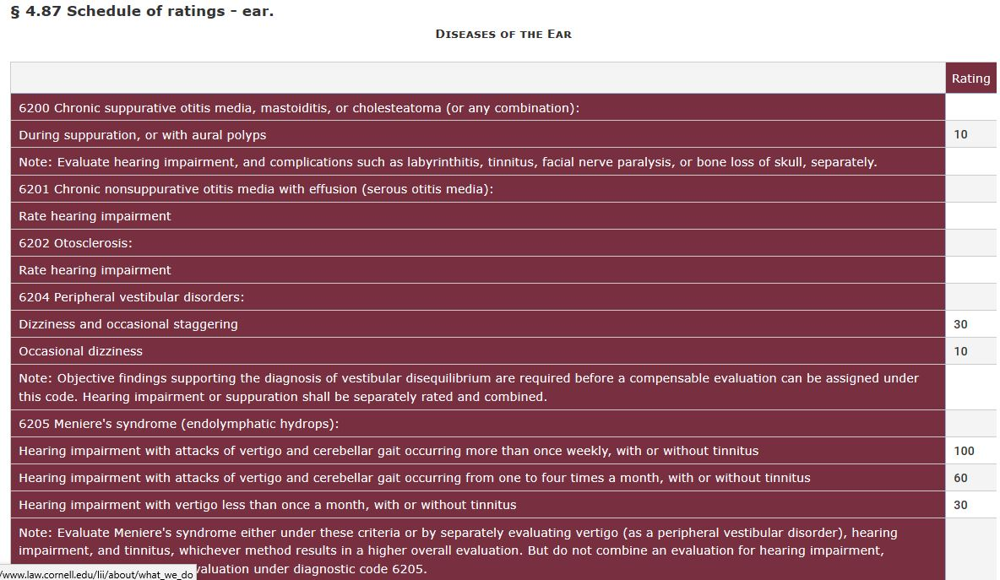 § 4.87 Schedule of ratings - ear.
DISEASES OF THE EAR
Rating
6200 Chronic suppurative otitis media, mastoiditis, or cholesteatoma (or any combination):
During suppuration, or with aural polyps 10
Note: Evaluate hearing impairment, and complications such as labyrinthitis, tinnitus, facial nerve paralysis, or bone loss of skull, separately.
6201 Chronic nonsuppurative otitis media with effusion (serous otitis media):
Rate hearing impairment
6202 Otosclerosis:
Rate hearing impairment
6204 Peripheral vestibular disorders:
Dizziness and occasional staggering 30
Occasional dizziness 10
Note: Objective findings supporting the diagnosis of vestibular disequilibrium are required before a compensable evaluation can be assigned under
this code. Hearing impairment or suppuration shall be separately rated and combined.
6205 Meniere's syndrome (endolymphatic hydrops):
Hearing impairment with attacks of vertigo and cerebellar gait occurring more than once weekly, with or without tinnitus 100
Hearing impairment with attacks of vertigo and cerebellar gait occurring from one to four times a month, with or without tinnitus 60
Hearing impairment with vertigo less than once a month, with or without tinnitus 30
Note: Evaluate Meniere's syndrome either under these criteria or by separately evaluating vertigo (as a peripheral vestibular disorder), hearing
impairment, and tinnitus, whichever method results in a higher overall evaluation. But do not combine an evaluation for hearing impairment,
/www.law.cornell.edu/lii/about/what_we_do valuation under diagnostic code 6205.